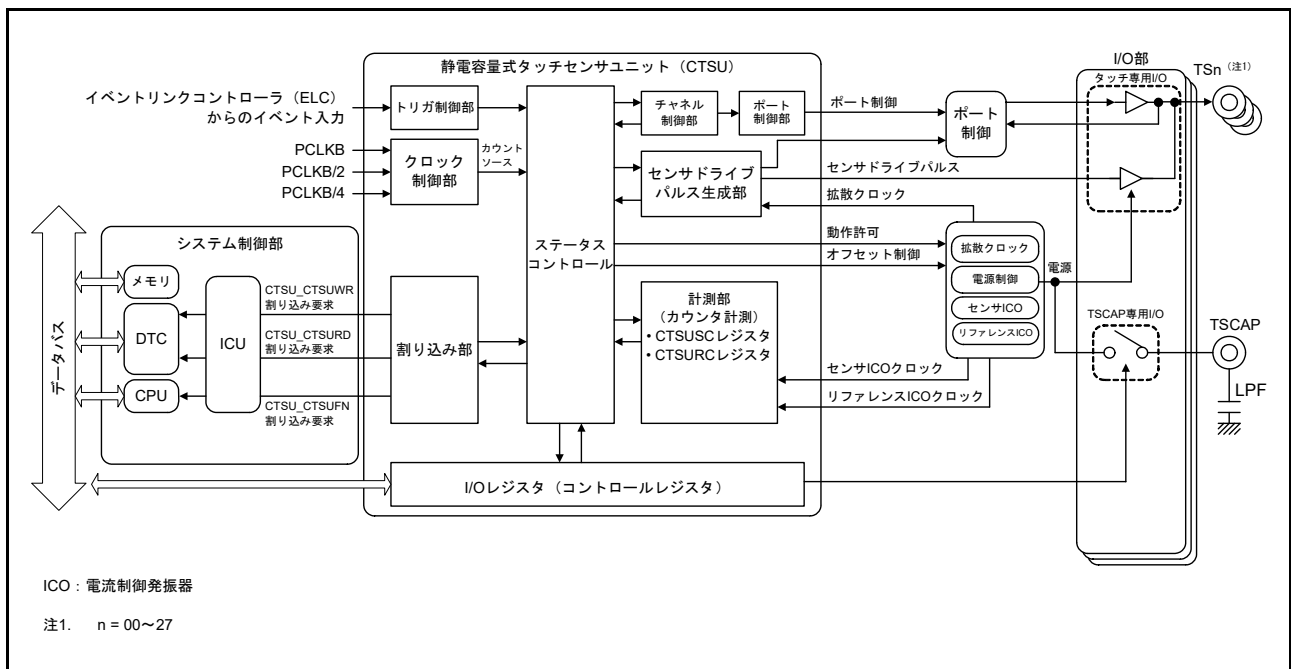 静電容量式タッチセンサユニット（CTSU）
I/O部
タッチ専用I/O
TSn（注1）
イベントリンクコントローラ（ELC）
からのイベント入力
トリガ制御部
チャネル
制御部
ポート
制御部
ポート制御
ポート
制御
PCLKB
PCLKB/2
PCLKB/4
クロック
制御部
カウント
ソース
センサドライブ
パルス生成部
センサドライブパルス
拡散クロック
ステータス
コントロール
動作許可
オフセット制御
拡散クロック
電源制御
センサICO
リファレンスICO
電源
システム制御部
メモリ
DTC
CPU
ICU
データバス
CTSU_CTSUWR
割り込み要求
CTSU_CTSURD
割り込み要求
CTSU_CTSUFN
割り込み要求
割り込み部
計測部
（カウンタ計測）
・CTSUSCレジスタ
・CTSURCレジスタ
センサICOクロック
リファレンスICOクロック
TSCAP専用I/O
TSCAP
LPF
I/Oレジスタ（コントロールレジスタ）
ICO：電流制御発振器
注1. n = 00～27